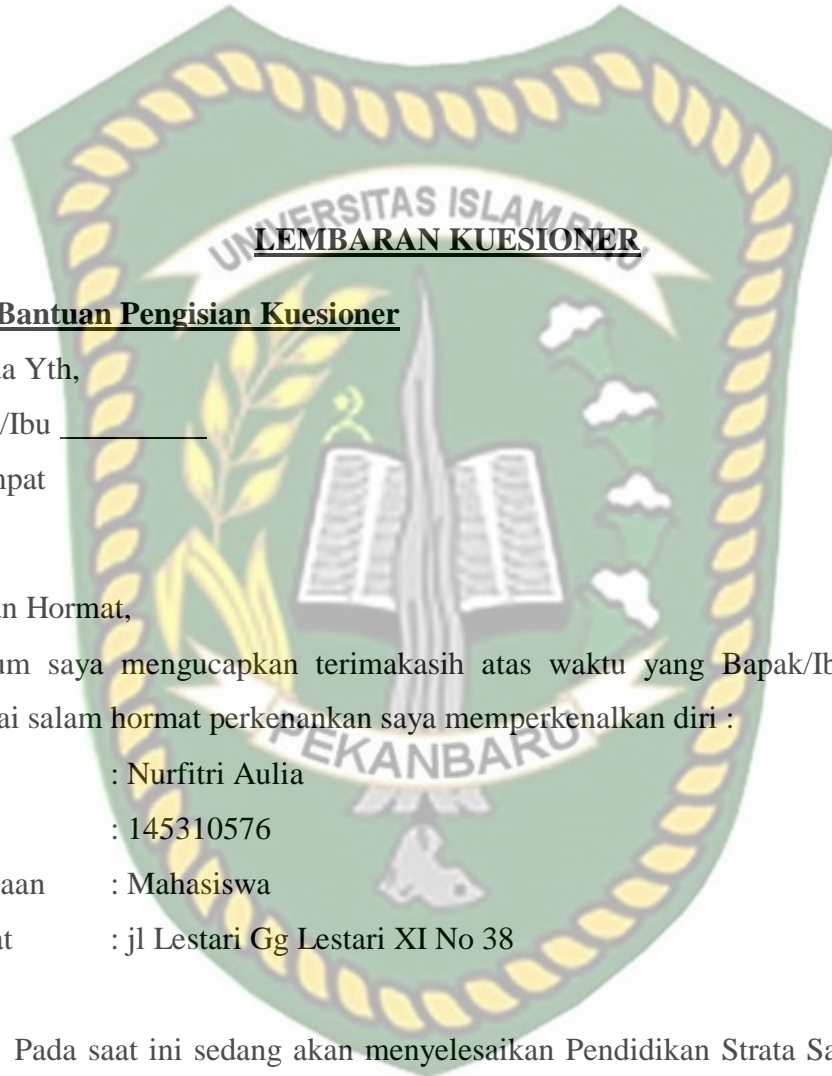 UNIVERSITAS ISLAM RIAU
LEMBARAN KUESIONER
Bantuan Pengisian Kuesioner
a Yth,
/Ibu
npat
n Hormat,
um saya mengucapkan terimakasih atas waktu yang Bapak/Ib
ai salam hormat perkenankan saya memperkenalkan diri :
: Nurfitri Aulia
: 145310576
aan : Mahasiswa
at : jl Lestari Gg Lestari XI No 38
PEKANBARU
Pada saat ini sedang akan menyelesaikan Pendidikan Strata Sa